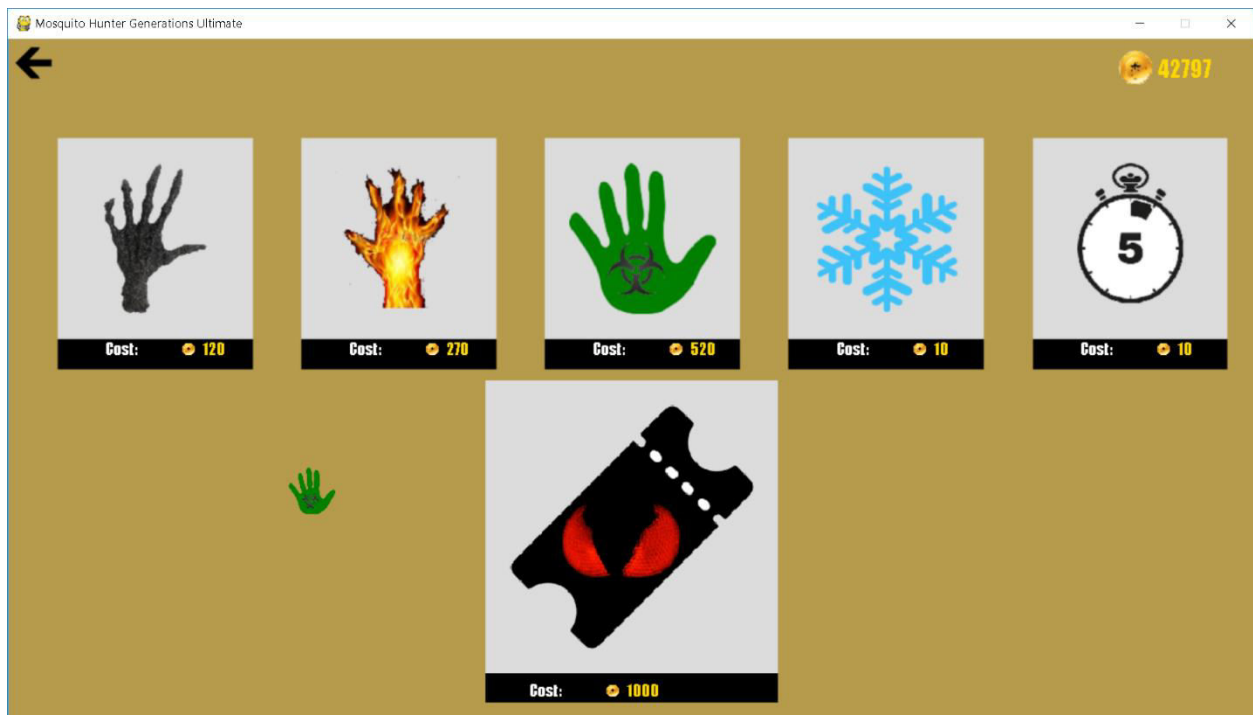 Mosquito Hunter Generations Ultimate
42797
5
Cost: 120
Cost: 270
Cost: 520
Cost: 10
Cost: 10
Cost: 1000